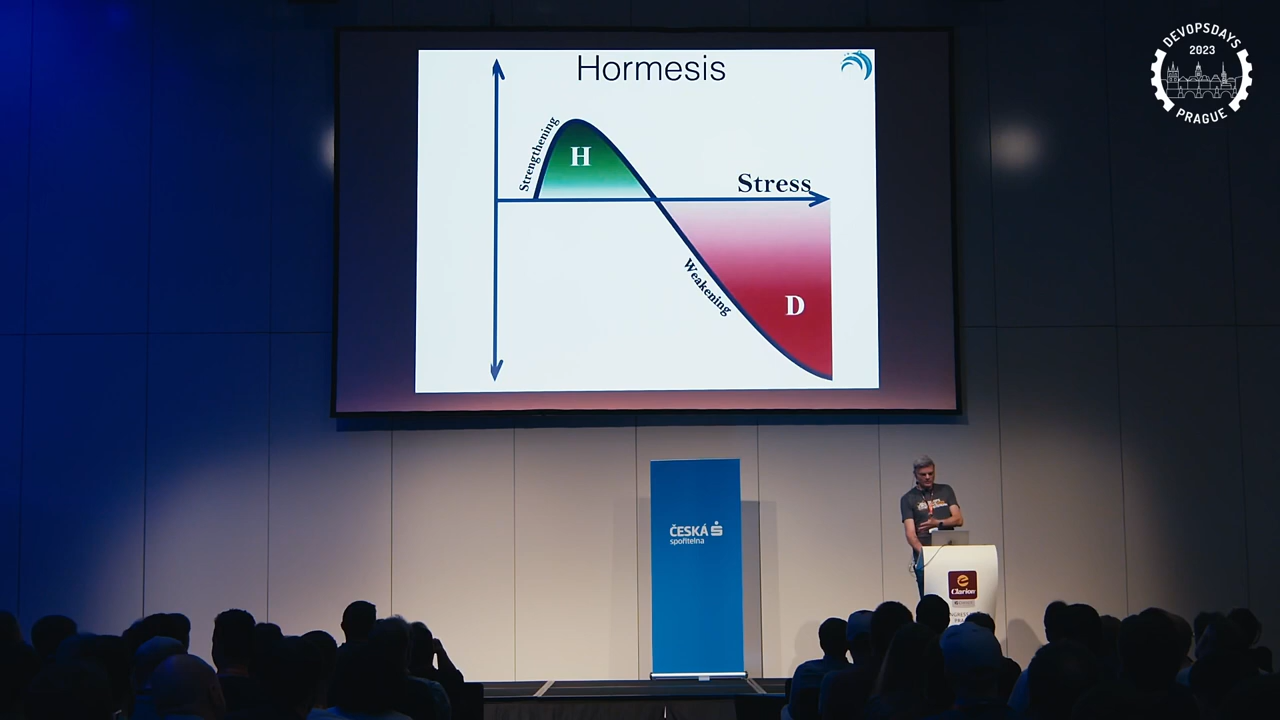 Hormesis
Strengthening
H
Stress
Weakening
D
DEVOPSDAYS
2023
PRAGUE
ČESKÁ
spořitelna
Clarion